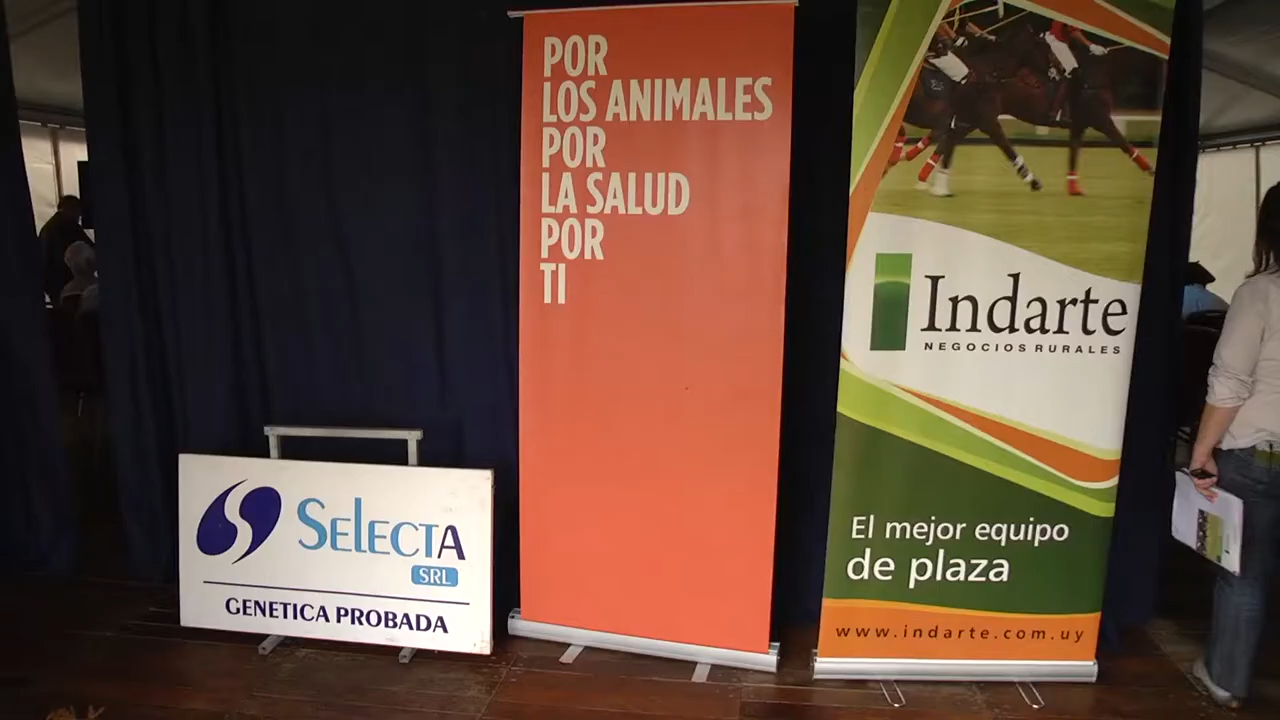 Selecta
SRL
GENETICA PROBADA
POR
LOS ANIMALES
POR
LA SALUD
POR
TI
Indarte
NEGOCIOS RURALES
El mejor equipo
de plaza
www.indarte.com.uy